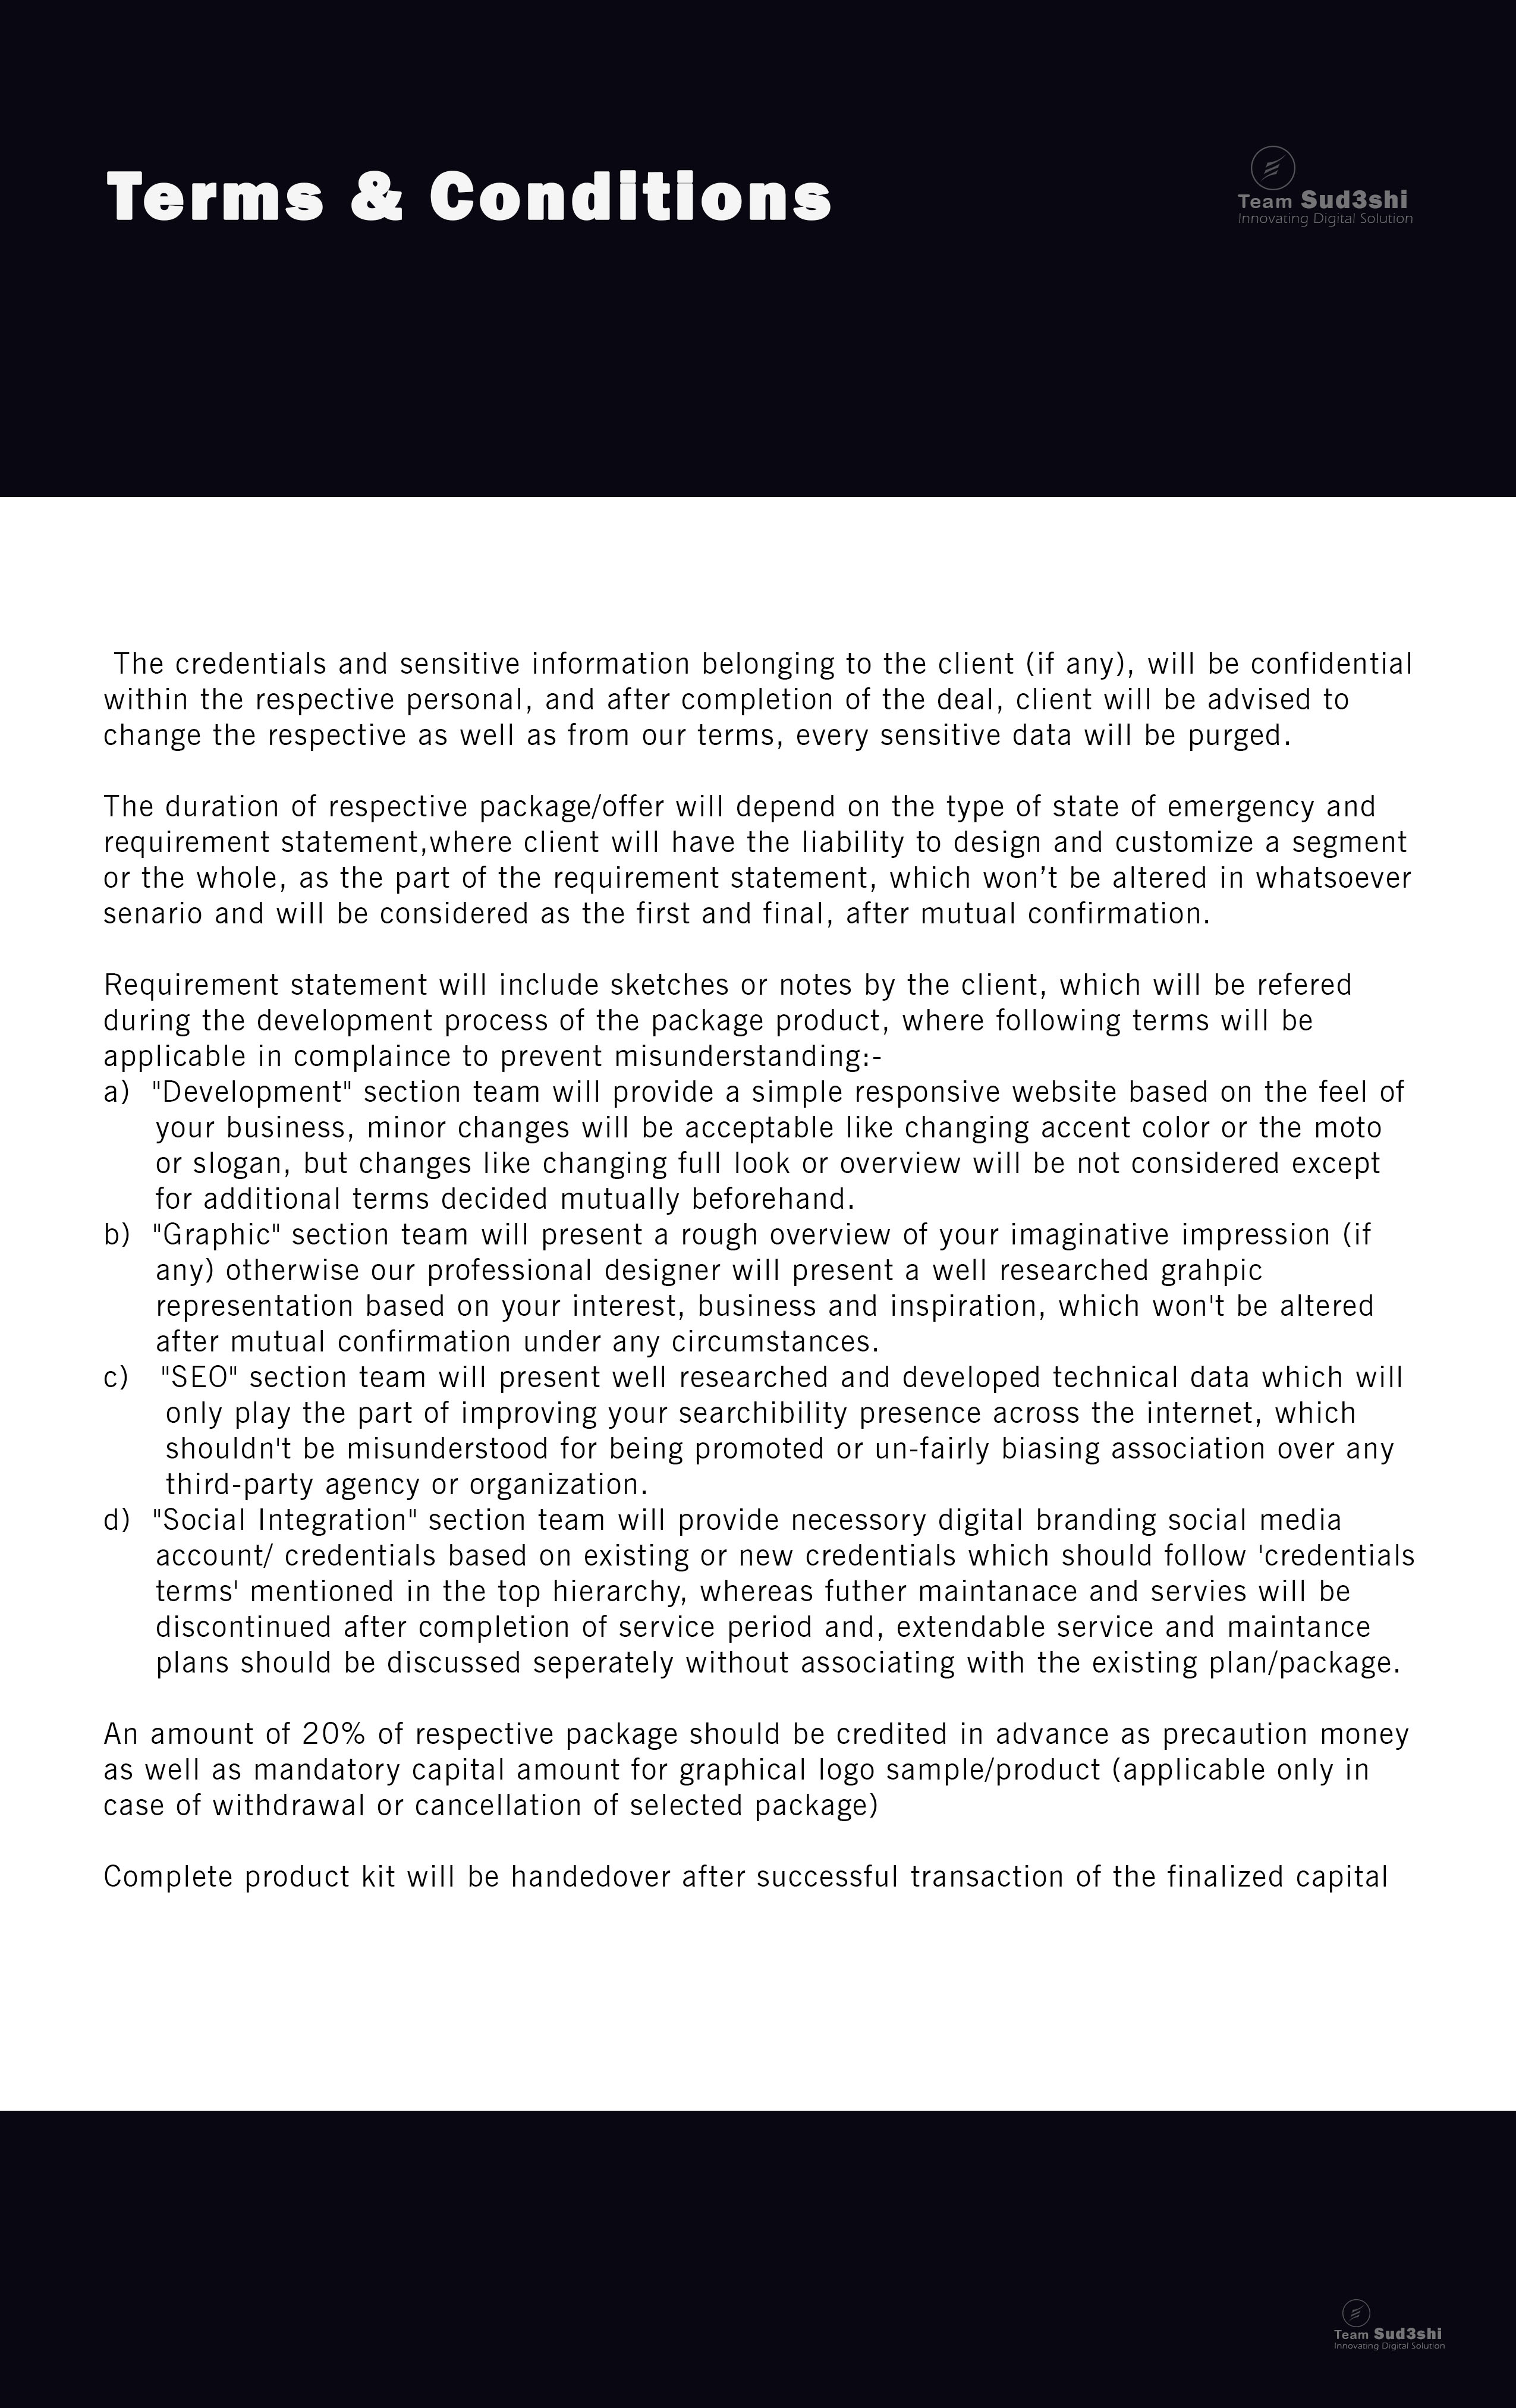 Terms & Conditions
Team Sud3shi
Innovating Digital Solution
The credentials and sensitive information belonging to the client (if any), will be confidential
within the respective personal, and after completion of the deal, client will be advised to
change the respective as well as from our terms, every sensitive data will be purged.
The duration of respective package/offer will depend on the type of state of emergency and
requirement statement,where client will have the liability to design and customize a segment
or the whole, as the part of the requirement statement, which won’t be altered in whatsoever
senario and will be considered as the first and final, after mutual confirmation.
Requirement statement will include sketches or notes by the client, which will be refered
during the development process of the package product, where following terms will be
applicable in complaince to prevent misunderstanding:-
a) "Development" section team will provide a simple responsive website based on the feel of
your business, minor changes will be acceptable like changing accent color or the moto
or slogan, but changes like changing full look or overview will be not considered except
for additional terms decided mutually beforehand.
b) "Graphic" section team will present a rough overview of your imaginative impression (if
any) otherwise our professional designer will present a well researched grahpic
representation based on your interest, business and inspiration, which won't be altered
after mutual confirmation under any circumstances.
c) "SEO" section team will present well researched and developed technical data which will
only play the part of improving your searchibility presence across the internet, which
shouldn't be misunderstood for being promoted or un-fairly biasing association over any
third-party agency or organization.
d) "Social Integration" section team will provide necessory digital branding social media
account/ credentials based on existing or new credentials which should follow 'credentials
terms' mentioned in the top hierarchy, whereas futher maintanace and servies will be
discontinued after completion of service period and, extendable service and maintance
plans should be discussed seperately without associating with the existing plan/package.
An amount of 20% of respective package should be credited in advance as precaution money
as well as mandatory capital amount for graphical logo sample/product (applicable only in
case of withdrawal or cancellation of selected package)
Complete product kit will be handedover after successful transaction of the finalized capital
Team Sud3shi
Innovating Digital Solution